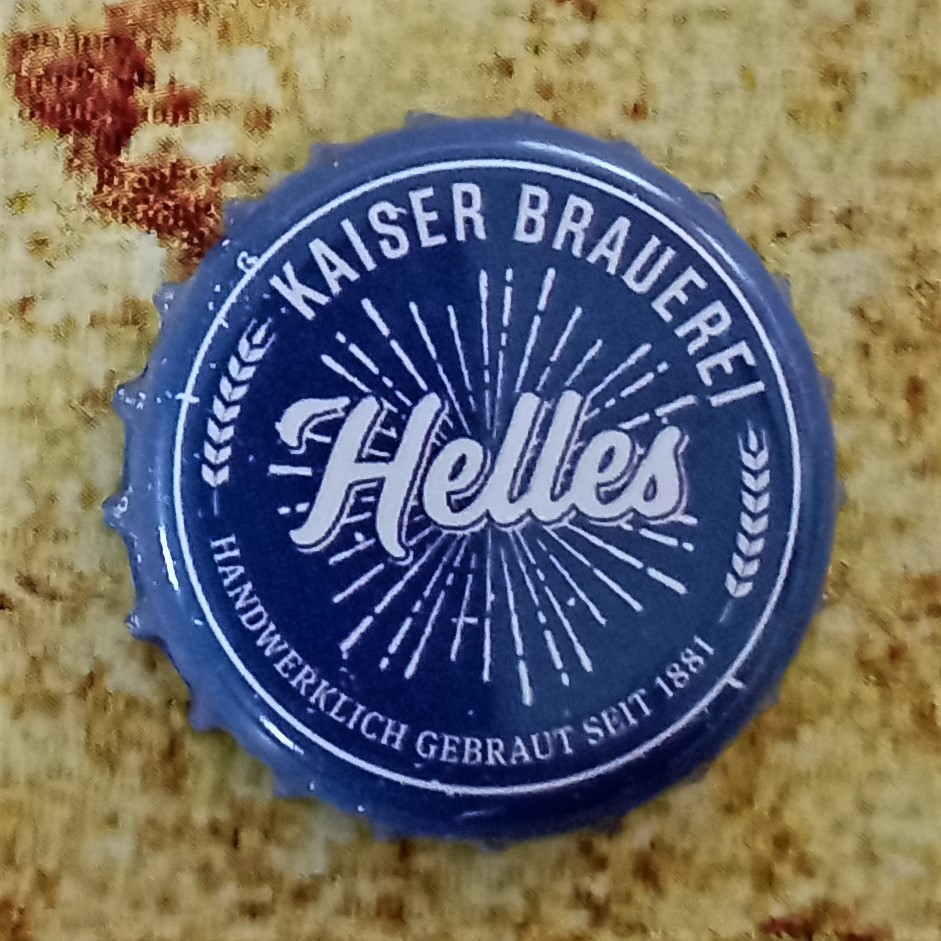 KAISER BRAUEREI
Helles
HANDWERKLICH GEBRAUT SEIT 1881